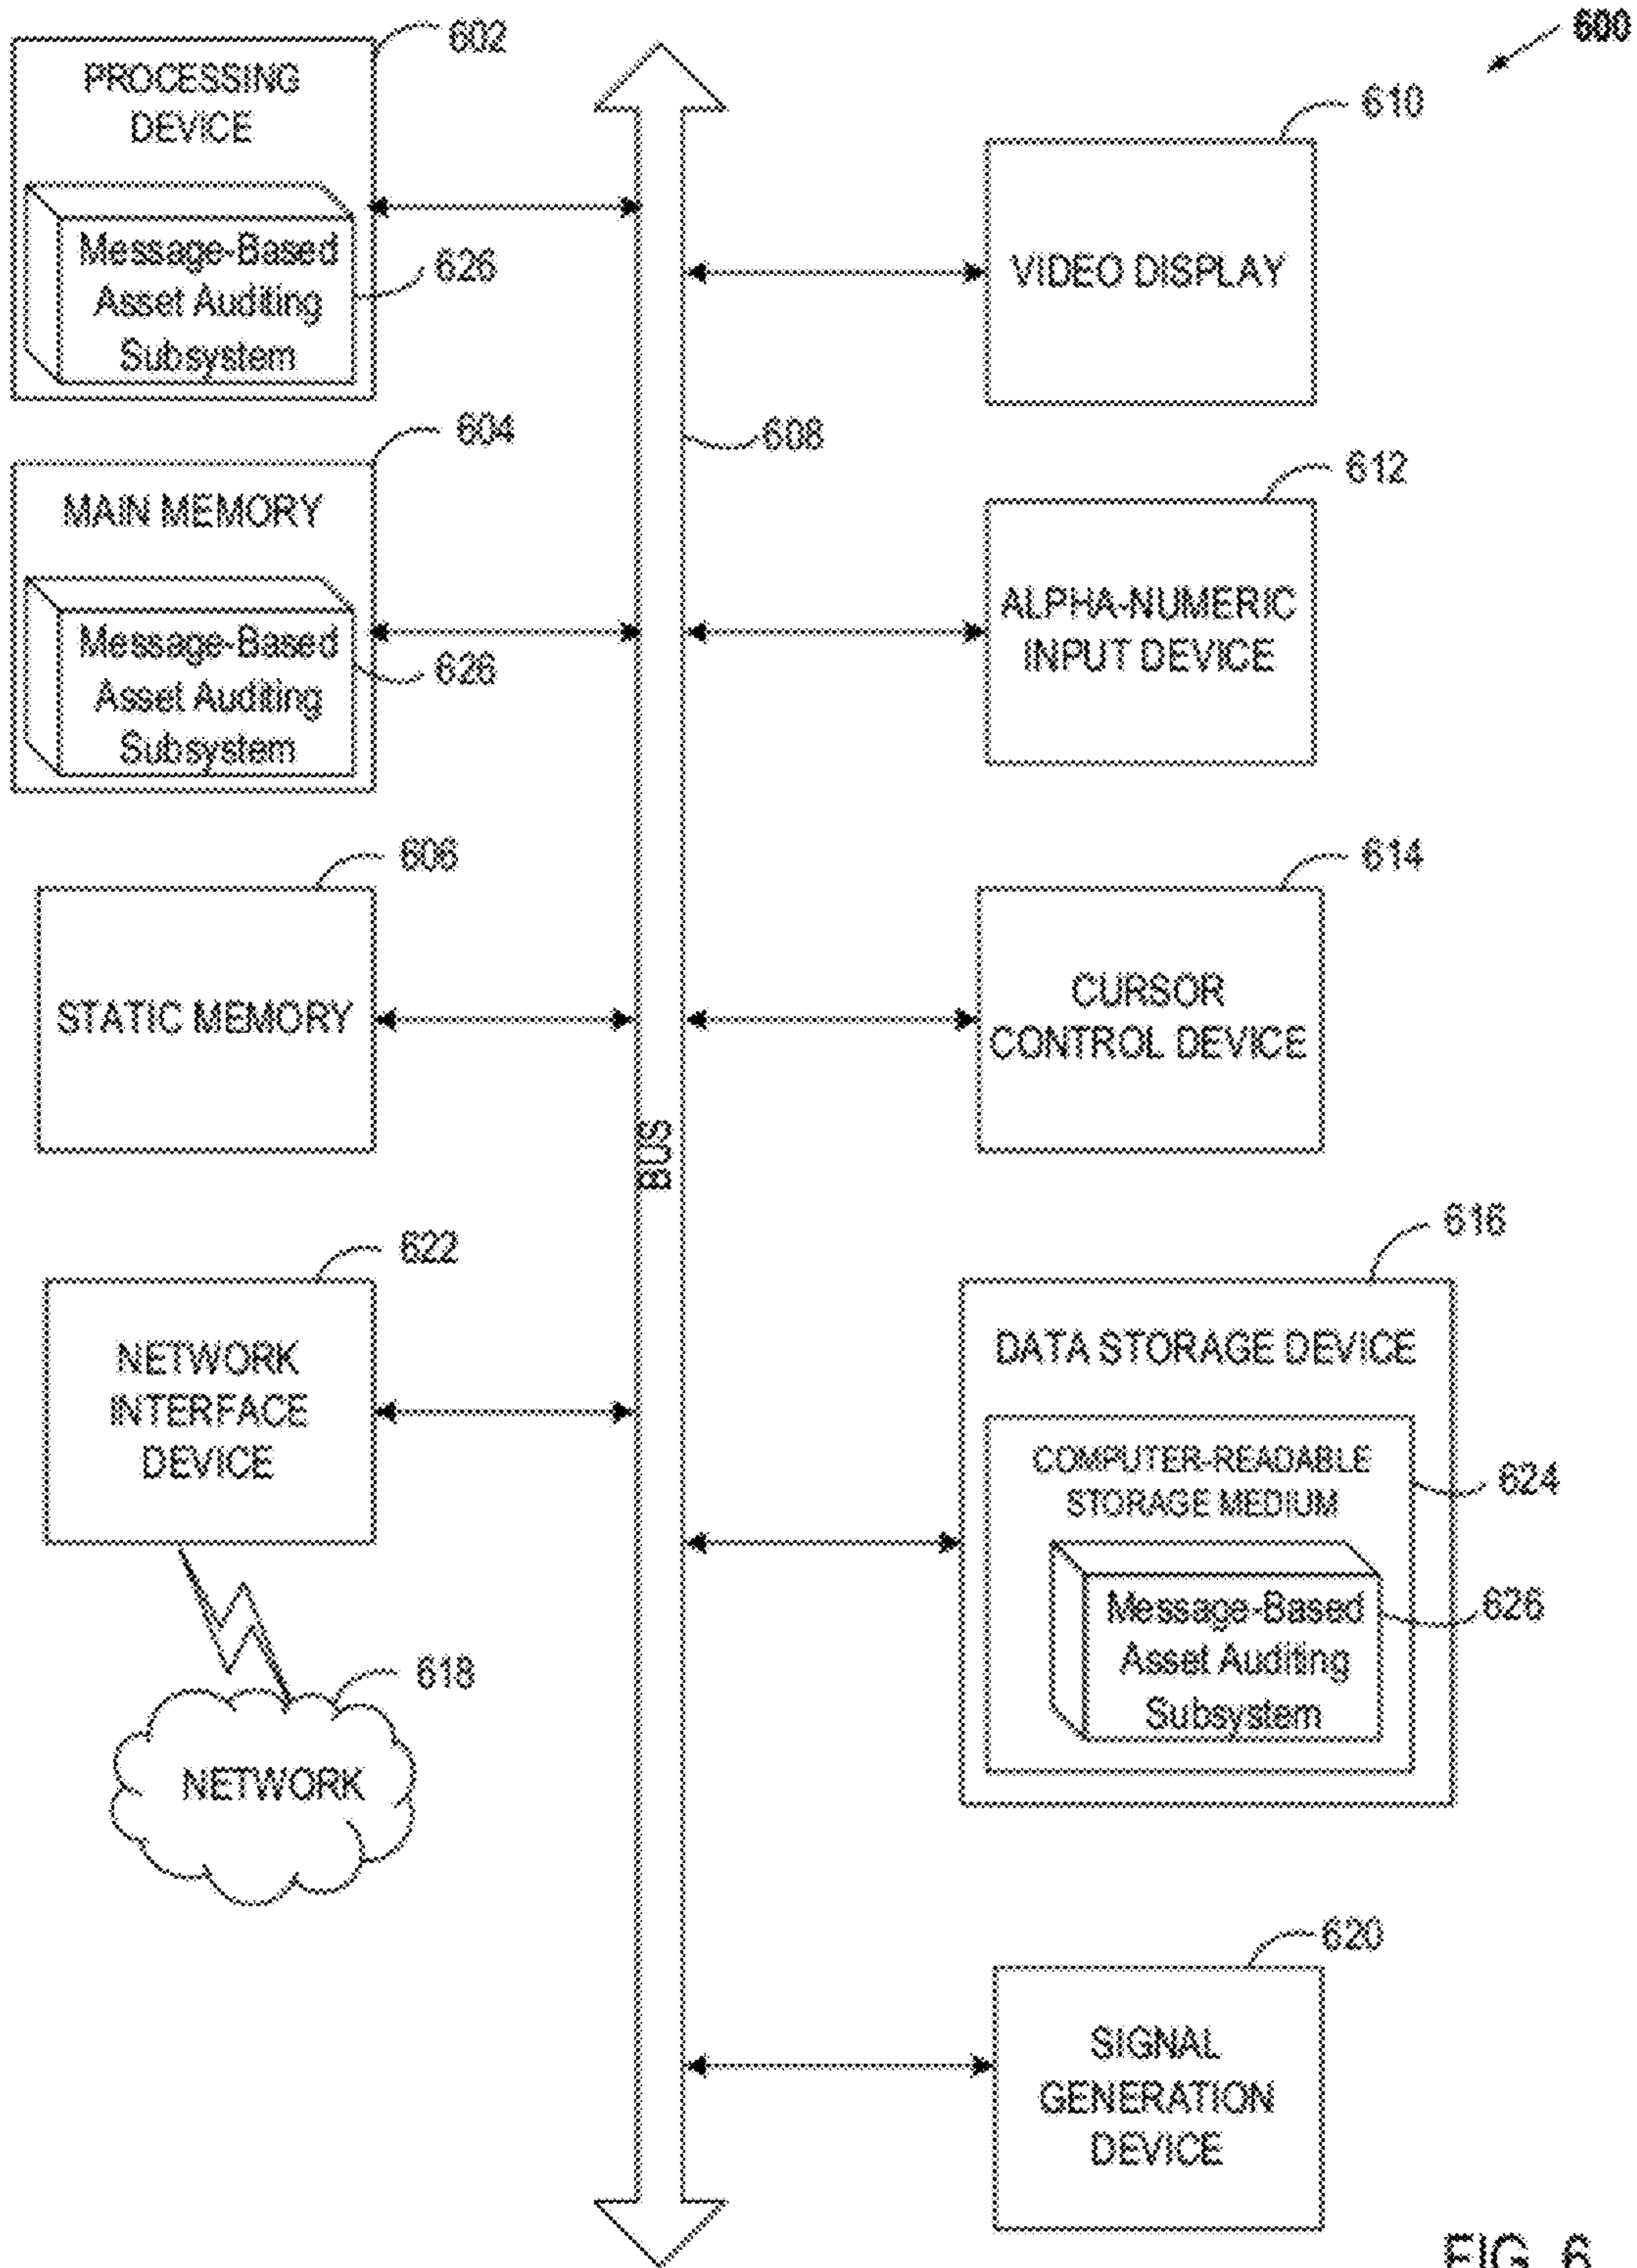 600
602
PROCESSING
DEVICE
Message-Based
Asset Auditing
Subsystem
626
604
MAIN MEMORY
Message-Based
Asset Auditing
Subsystem
626
606
STATIC MEMORY
622
NETWORK
INTERFACE
DEVICE
618
NETWORK
608
BUS
610
VIDEO DISPLAY
612
ALPHA-NUMERIC
INPUT DEVICE
614
CURSOR
CONTROL DEVICE
616
DATA STORAGE DEVICE
COMPUTER-READABLE
STORAGE MEDIUM
624
Message-Based
Asset Auditing
Subsystem
626
620
SIGNAL
GENERATION
DEVICE
FIG. 6